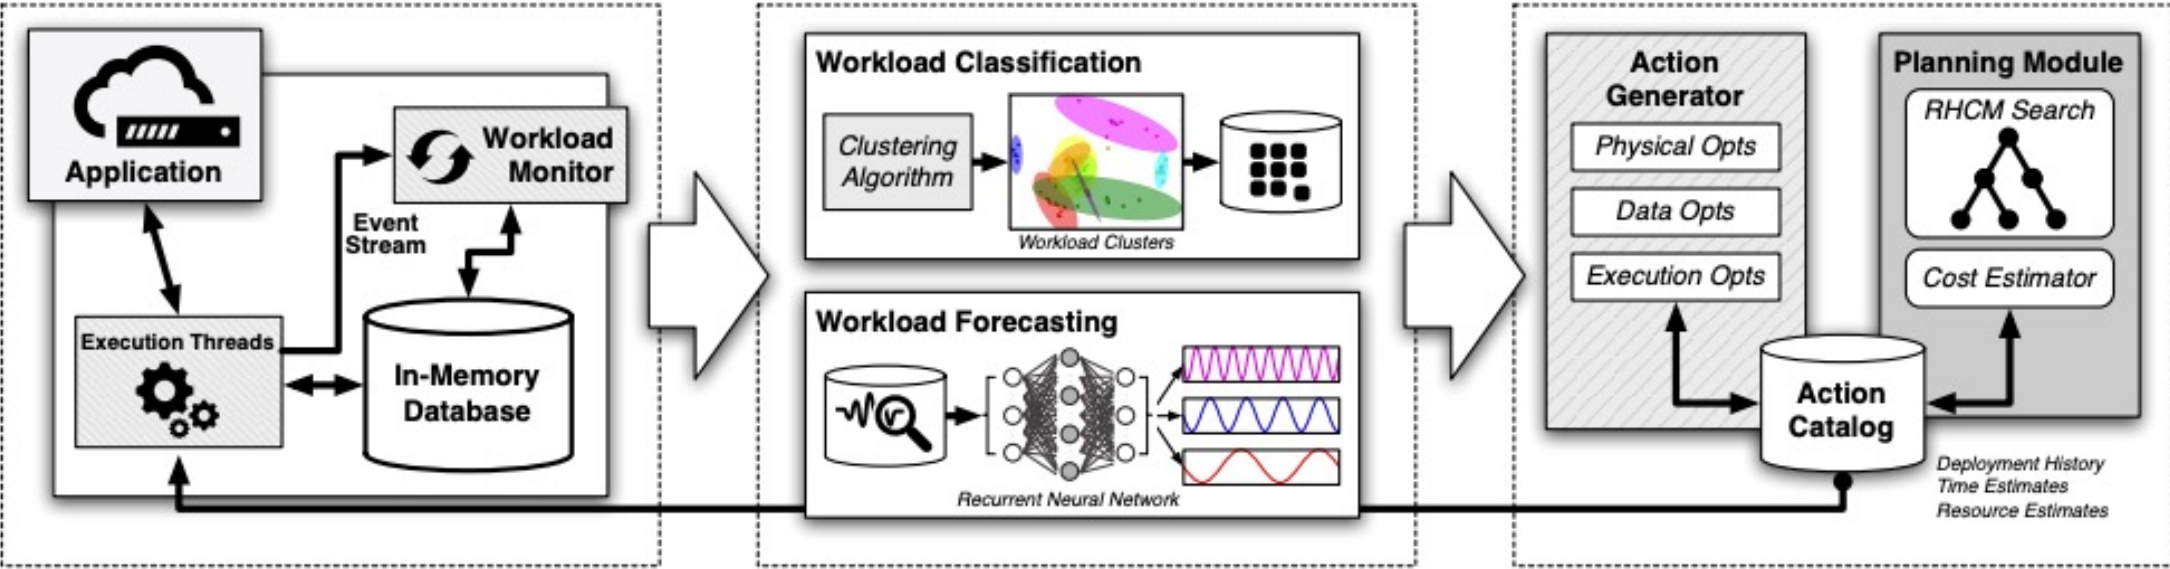 Application
Workload
Monitor
Event
Stream
Execution Threads
In-Memory
Database
Workload Classification
Clustering
Algorithm
Workload Clusters
Workload Forecasting
Recurrent Neural Network
Action
Generator
Physical Opts
Data Opts
Execution Opts
Planning Module
RHCM Search
Cost Estimator
Action
Catalog
Deployment History
Time Estimates
Resource Estimates